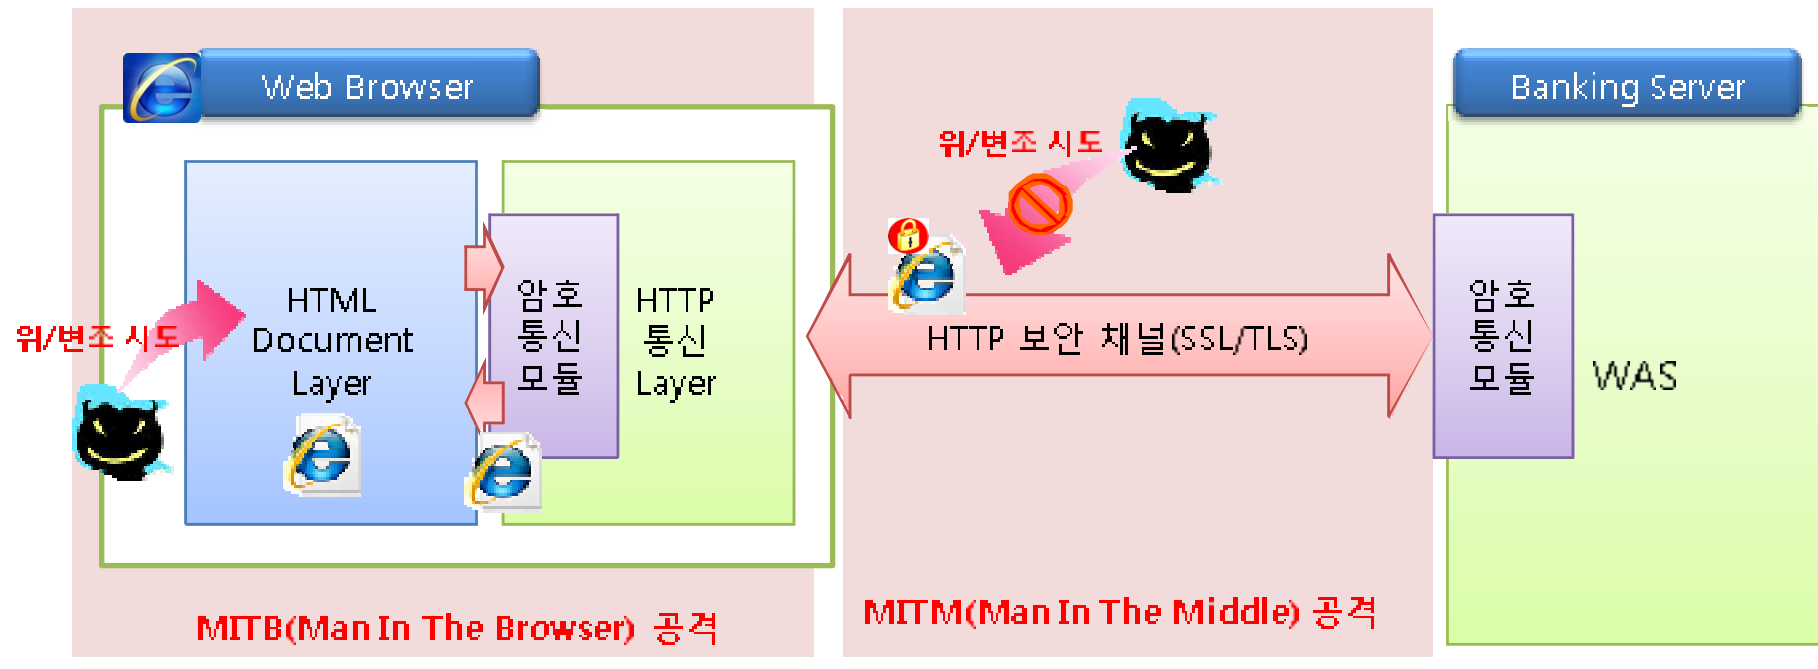 Web Browser
Banking Server
위/변조 시도
위/변조 시도
HTML
Document
Layer
암호
통신
모듈
HTTP
통신
Layer
HTTP 보안 채널(SSL/TLS)
암호
통신
모듈
WAS
MITB(Man In The Browser) 공격
MITM(Man In The Middle) 공격